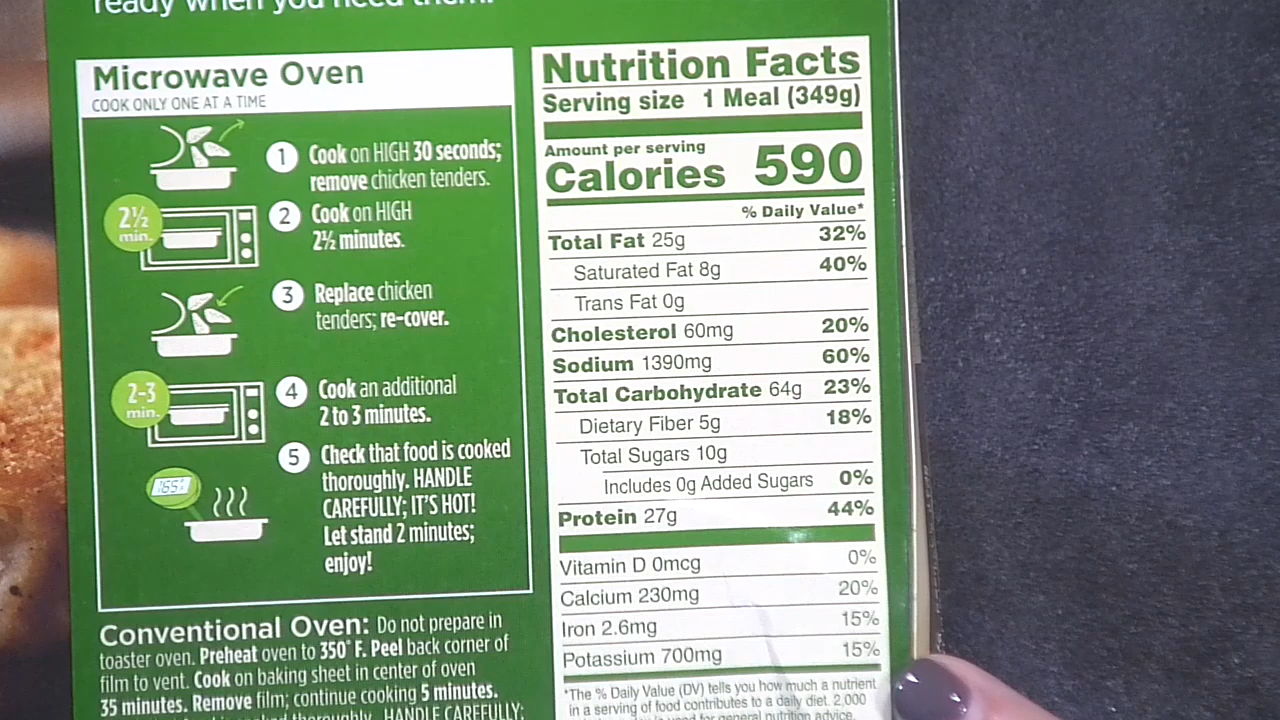 ready when you need them.
Microwave Oven
COOK ONLY ONE AT A TIME
1 Cook on HIGH 30 seconds;
remove chicken tenders.
2½
min.
2 Cook on HIGH
2½ minutes.
3 Replace chicken
tenders; re-cover.
2-3
min.
4 Cook an additional
2 to 3 minutes.
5 Check that food is cooked
thoroughly. HANDLE
CAREFULLY; IT'S HOT!
Let stand 2 minutes;
enjoy!
165°
Conventional Oven: Do not prepare in
toaster oven. Preheat oven to 350° F. Peel back corner of
film to vent. Cook on baking sheet in center of oven
35 minutes. Remove film; continue cooking 5 minutes.
cooked thoroughly. HANDLE CAREFULLY;
Nutrition Facts
Serving size 1 Meal (349g)
Amount per serving
Calories 590
% Daily Value*
Total Fat 25g 32%
Saturated Fat 8g 40%
Trans Fat 0g
Cholesterol 60mg 20%
Sodium 1390mg 60%
Total Carbohydrate 64g 23%
Dietary Fiber 5g 18%
Total Sugars 10g
Includes 0g Added Sugars 0%
Protein 27g 44%
Vitamin D 0mcg 0%
Calcium 230mg 20%
Iron 2.6mg 15%
Potassium 700mg 15%
*The % Daily Value (DV) tells you how much a nutrient
in a serving of food contributes to a daily diet. 2,000
used for general nutrition advice.